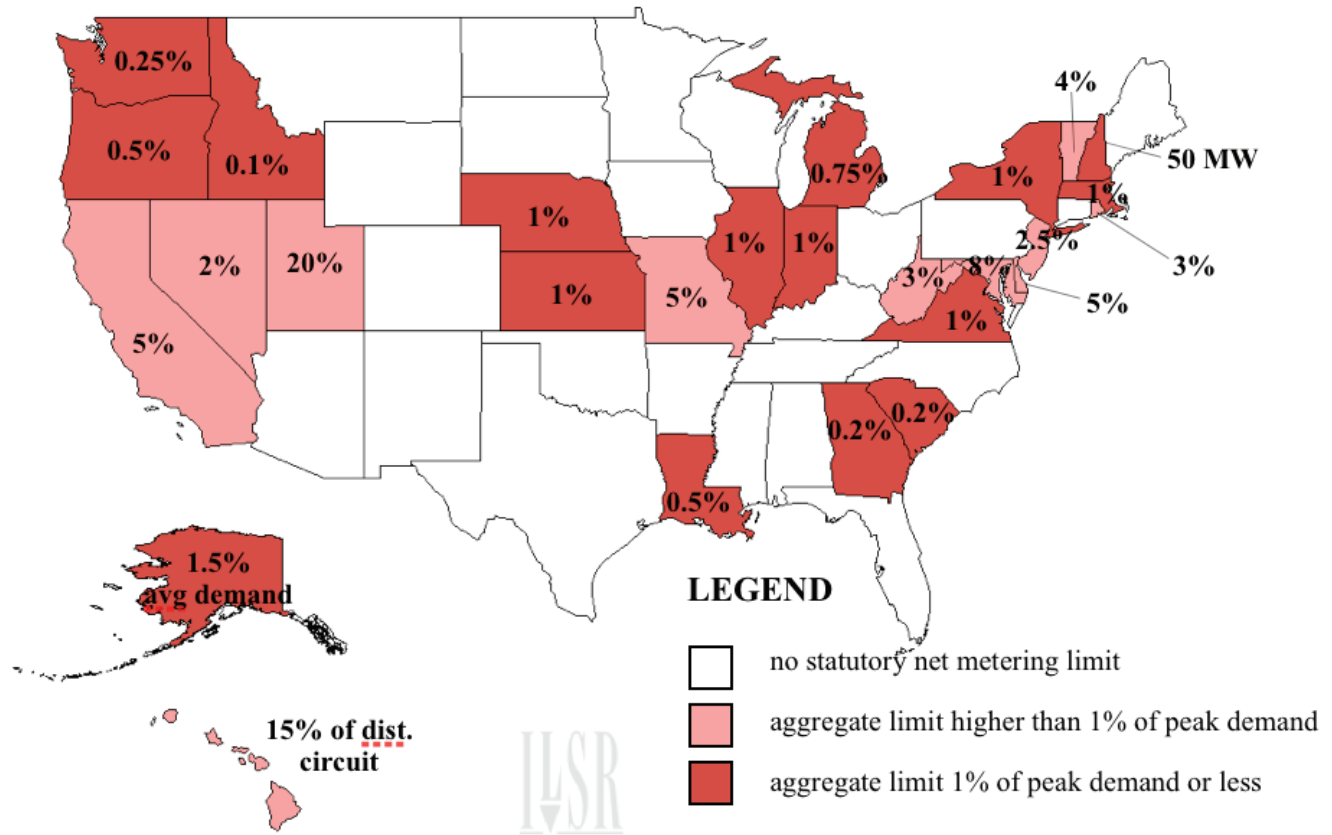 4%
0.25%
50 MW
0.5%
0.1%
0.75%
1%
1%
1%
2.5%
1%
1%
2%
20%
3%
8%
3%
1%
5%
5%
5%
1%
0.2%
0.2%
0.5%
1.5%
avg demand
LEGEND
no statutory net metering limit
15% of dist.
circuit
aggregate limit higher than 1% of peak demand
aggregate limit 1% of peak demand or less
ILSR